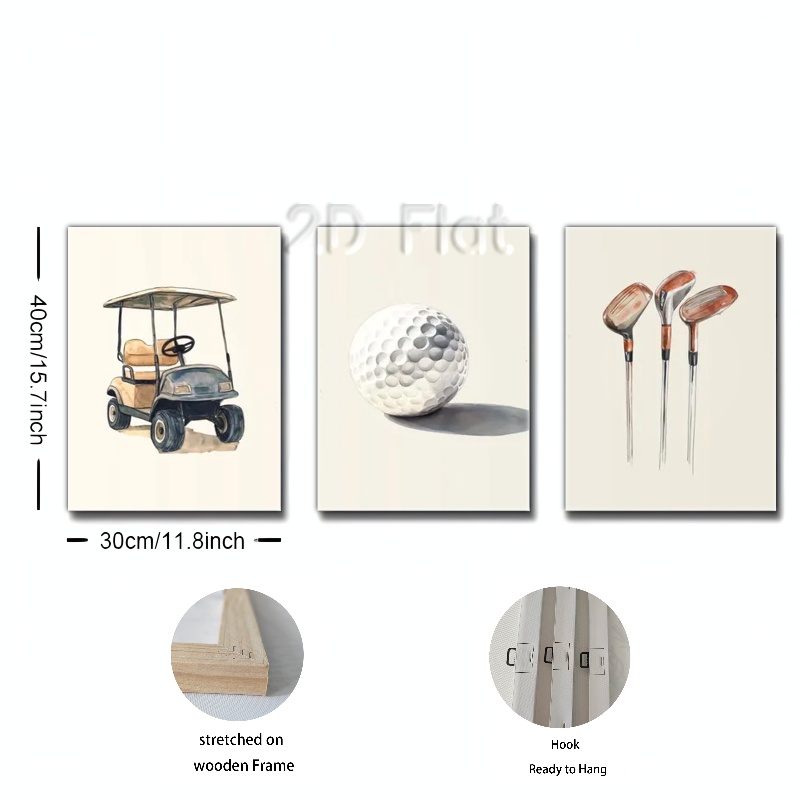 2D Flat
40cm/15.7inch
30cm/11.8inch
stretched on
wooden Frame
Hook
Ready to Hang